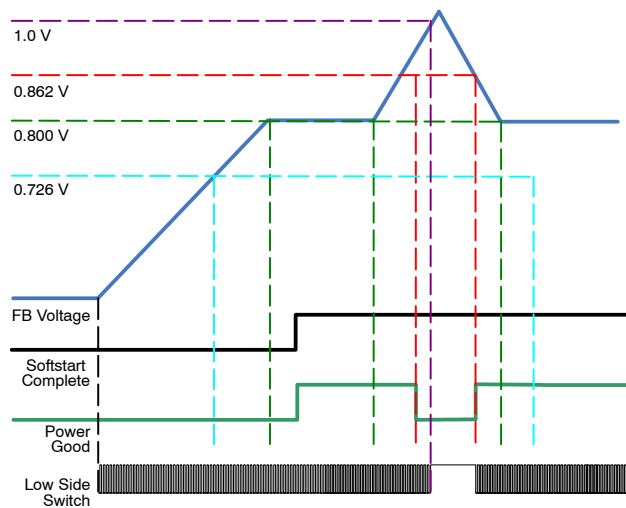 1.0 V
0.862 V
0.800 V
0.726 V
FB Voltage
Softstart
Complete
Power
Good
Low Side
Switch